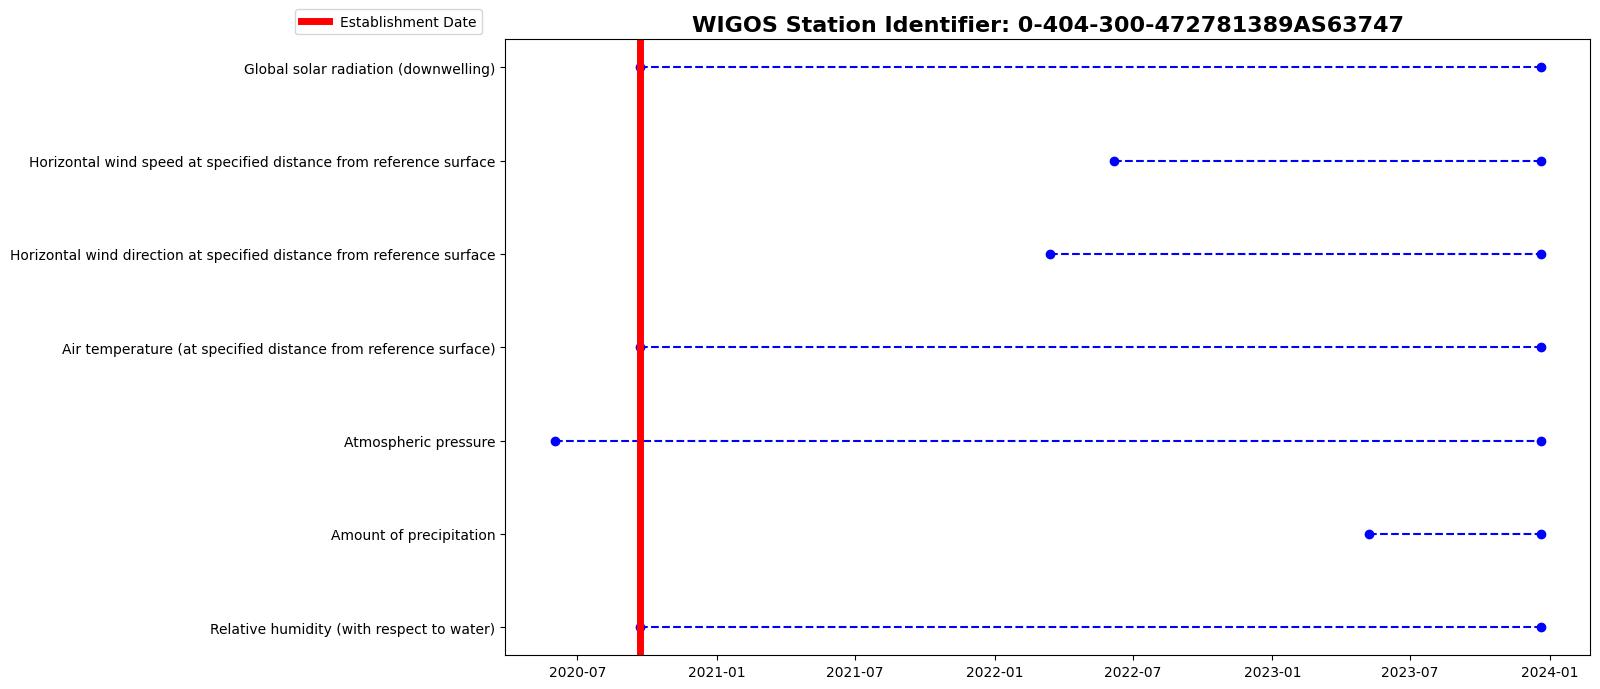 Establishment Date
WIGOS Station Identifier: 0-404-300-472781389AS63747
Global solar radiation (downwelling)
Horizontal wind speed at specified distance from reference surface
Horizontal wind direction at specified distance from reference surface
Air temperature (at specified distance from reference surface)
Atmospheric pressure
Amount of precipitation
Relative humidity (with respect to water)
2020-07 2021-01 2021-07 2022-01 2022-07 2023-01 2023-07 2024-01